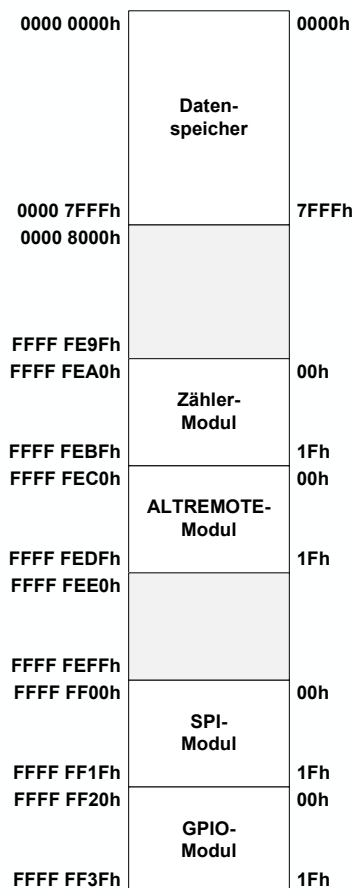 0000 0000h 0000h
Daten-
speicher
0000 7FFFh 7FFFh
0000 8000h
FFFF FE9Fh
FFFF FEA0h 00h
Zähler-
Modul
FFFF FEBFh 1Fh
FFFF FEC0h 00h
ALTREMOTE-
Modul
FFFF FEDFh 1Fh
FFFF FEE0h
FFFF FEFFh
FFFF FF00h 00h
SPI-
Modul
FFFF FF1Fh 1Fh
FFFF FF20h 00h
GPIO-
Modul
FFFF FF3Fh 1Fh